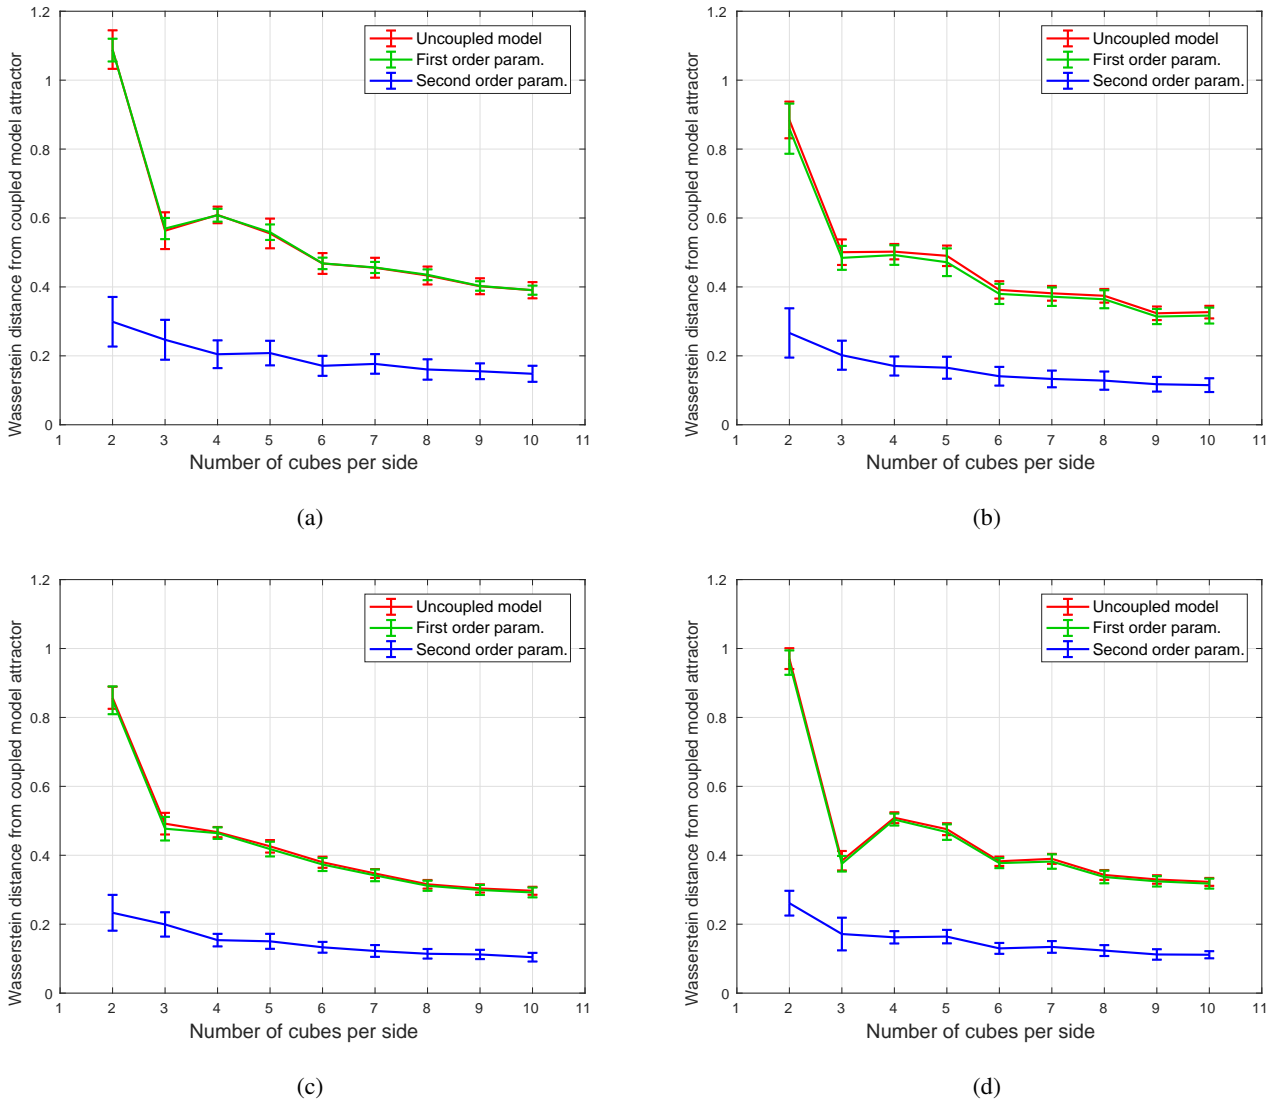 1.2
1
0.8
0.6
0.4
0.2
0
Wasserstein distance from coupled model attractor
Uncoupled model
First order param.
Second order param.
1 2 3 4 5 6 7 8 9 10 11
Number of cubes per side
(a)
1.2
1
0.8
0.6
0.4
0.2
0
Wasserstein distance from coupled model attractor
Uncoupled model
First order param.
Second order param.
1 2 3 4 5 6 7 8 9 10 11
Number of cubes per side
(b)
1.2
1
0.8
0.6
0.4
0.2
0
Wasserstein distance from coupled model attractor
Uncoupled model
First order param.
Second order param.
1 2 3 4 5 6 7 8 9 10 11
Number of cubes per side
(c)
1.2
1
0.8
0.6
0.4
0.2
0
Wasserstein distance from coupled model attractor
Uncoupled model
First order param.
Second order param.
1 2 3 4 5 6 7 8 9 10 11
Number of cubes per side
(d)